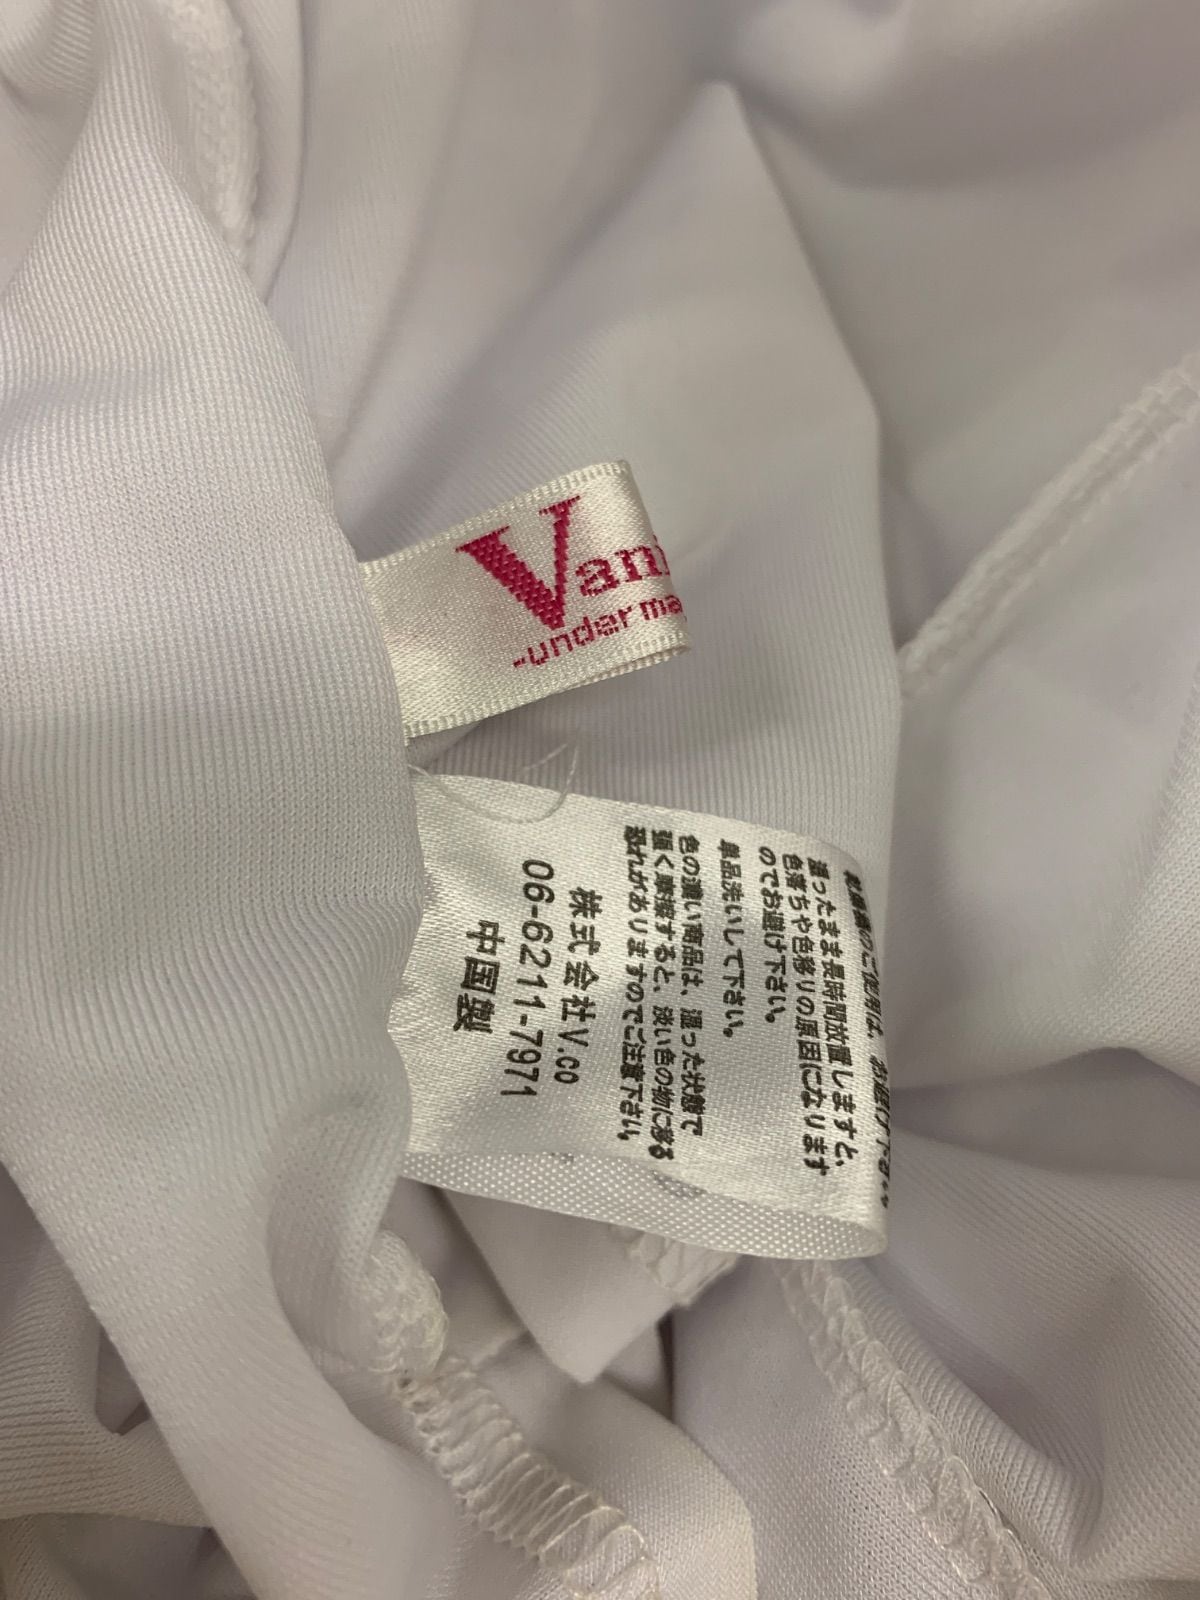 Vani
-under ma
乾燥機のご使用は、お避け下さい。
湿ったまま長時間放置しますと、
色落ちや色移りの原因になります
のでお避け下さい。
単品洗いして下さい。
色の濃い商品は、湿った状態で
強く摩擦すると、淡い色の物に移る
恐れがありますのでご注意下さい。
株式会社V.co
06-6211-7971
中国製